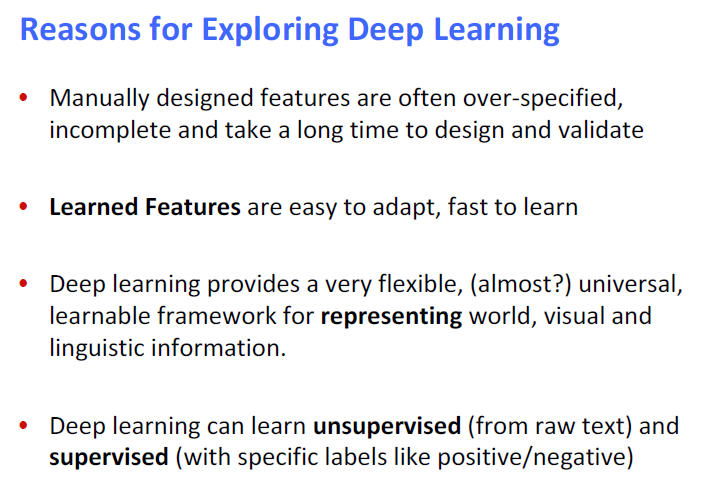 Reasons for Exploring Deep Learning
• Manually designed features are often over-specified,
incomplete and take a long time to design and validate
• Learned Features are easy to adapt, fast to learn
• Deep learning provides a very flexible, (almost?) universal,
learnable framework for representing world, visual and
linguistic information.
• Deep learning can learn unsupervised (from raw text) and
supervised (with specific labels like positive/negative)